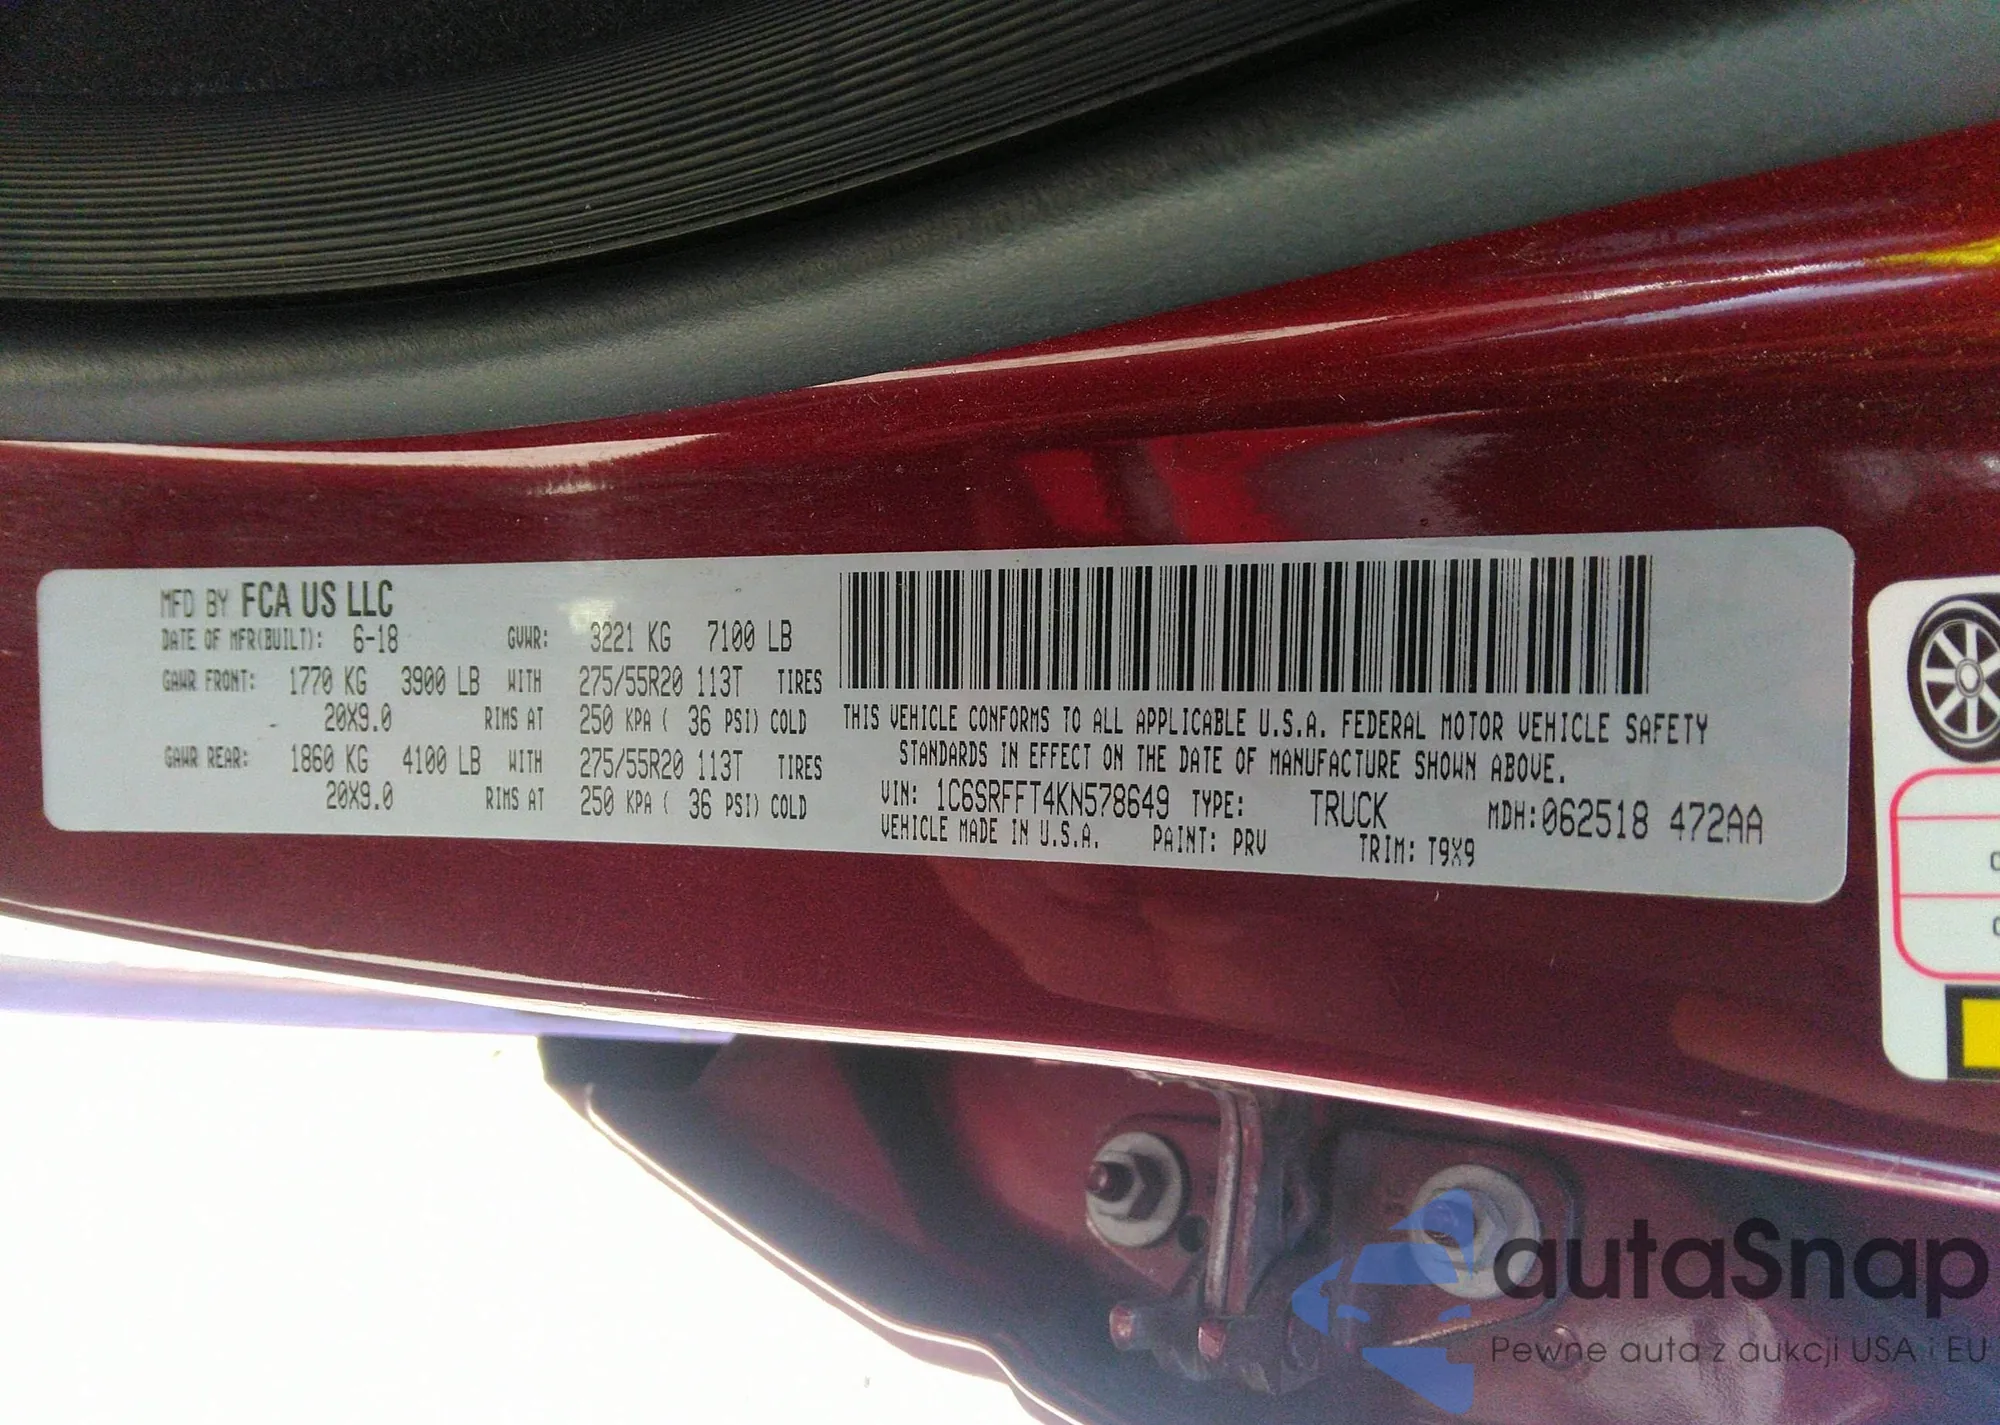 MFD BY FCA US LLC
DATE OF MFR(BUILT): 6-18 GVWR: 3221 KG 7100 LB
GAWR FRONT: 1770 KG 3900 LB WITH 275/55R20 113T TIRES
20X9.0 RIMS AT 250 KPA ( 36 PSI) COLD
GAWR REAR: 1860 KG 4100 LB WITH 275/55R20 113T TIRES
20X9.0 RIMS AT 250 KPA ( 36 PSI) COLD
THIS VEHICLE CONFORMS TO ALL APPLICABLE U.S.A. FEDERAL MOTOR VEHICLE SAFETY
STANDARDS IN EFFECT ON THE DATE OF MANUFACTURE SHOWN ABOVE.
VIN: 1C6SRFFT4KN578649 TYPE: TRUCK MDH:062518 472AA
VEHICLE MADE IN U.S.A. PAINT: PRV TRIM: T9X9
autaSnap
Pewne auta z aukcji USA i EU